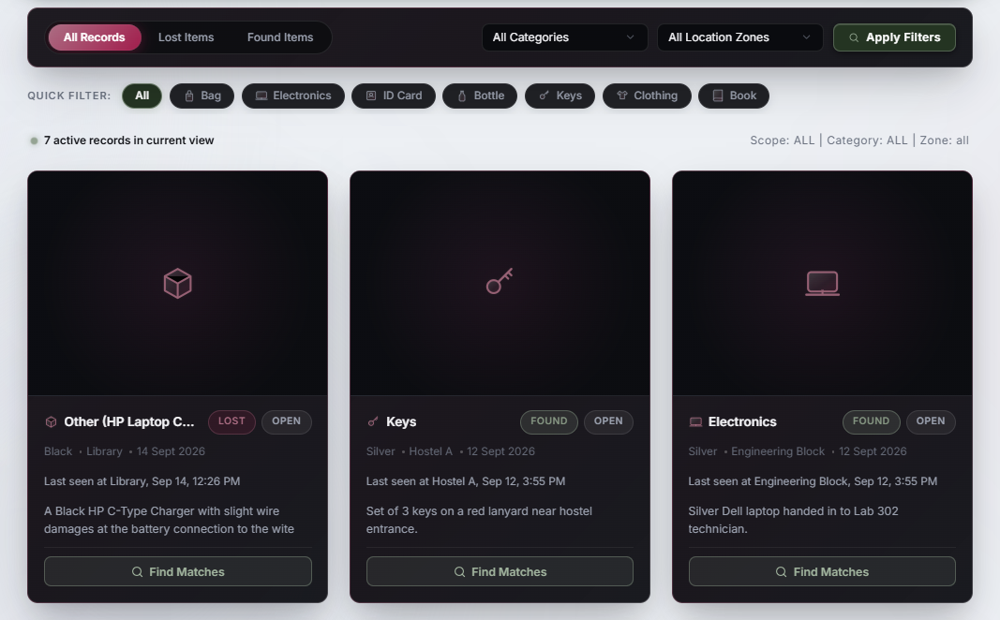 All Records Lost Items Found Items All Categories All Location Zones Apply Filters
QUICK FILTER: All Bag Electronics ID Card Bottle Keys Clothing Book
7 active records in current view Scope: ALL | Category: ALL | Zone: all
Other (HP Laptop C... LOST OPEN
Black • Library • 14 Sept 2026
Last seen at Library, Sep 14, 12:26 PM
A Black HP C-Type Charger with slight wire
damages at the battery connection to the wite
Find Matches
Keys FOUND OPEN
Silver • Hostel A • 12 Sept 2026
Last seen at Hostel A, Sep 12, 3:55 PM
Set of 3 keys on a red lanyard near hostel
entrance.
Find Matches
Electronics FOUND OPEN
Silver • Engineering Block • 12 Sept 2026
Last seen at Engineering Block, Sep 12, 3:55 PM
Silver Dell laptop handed in to Lab 302
technician.
Find Matches